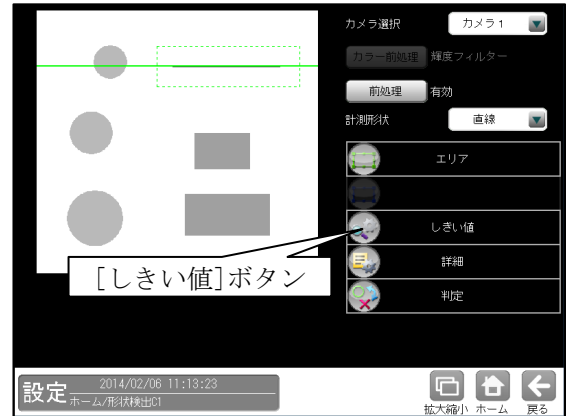 カメラ選択 カメラ1
カラー前処理 輝度フィルター
前処理 有効
計測形状 直線
エリア
しきい値
[しきい値]ボタン
詳細
判定
設定 2014/02/06 11:13:23
ホーム/形状検出C1
拡大縮小 ホーム 戻る